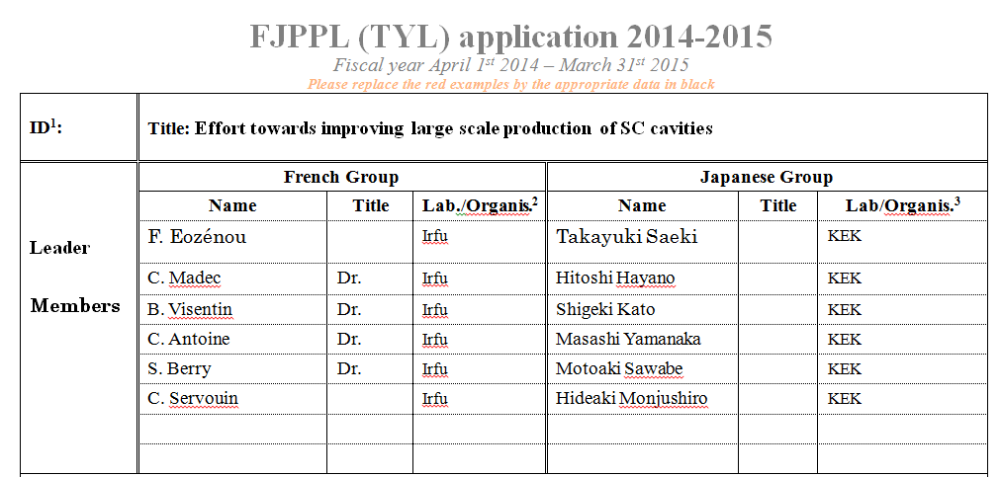 FJPPL (TYL) application 2014-2015
Fiscal year April 1st 2014 – March 31st 2015
Please replace the red examples by the appropriate data in black
ID1: Title: Effort towards improving large scale production of SC cavities
French Group Japanese Group
Name Title Lab./Organis.2 Name Title Lab/Organis.3
Leader F. Eozénou Irfu Takayuki Saeki KEK
C. Madec Dr. Irfu Hitoshi Hayano KEK
Members B. Visentin Dr. Irfu Shigeki Kato KEK
C. Antoine Dr. Irfu Masashi Yamanaka KEK
S. Berry Dr. Irfu Motoaki Sawabe KEK
C. Servouin Irfu Hideaki Monjushiro KEK